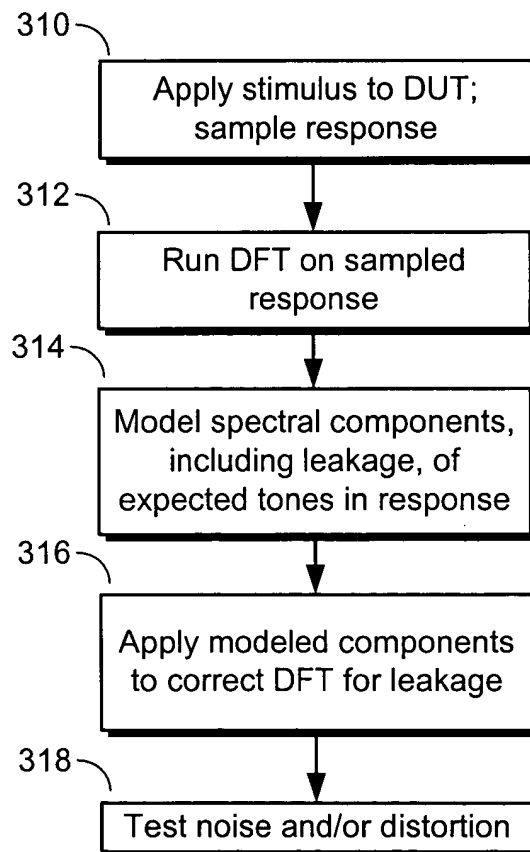 310
Apply stimulus to DUT;
sample response
312
Run DFT on sampled
response
314
Model spectral components,
including leakage, of
expected tones in response
316
Apply modeled components
to correct DFT for leakage
318
Test noise and/or distortion